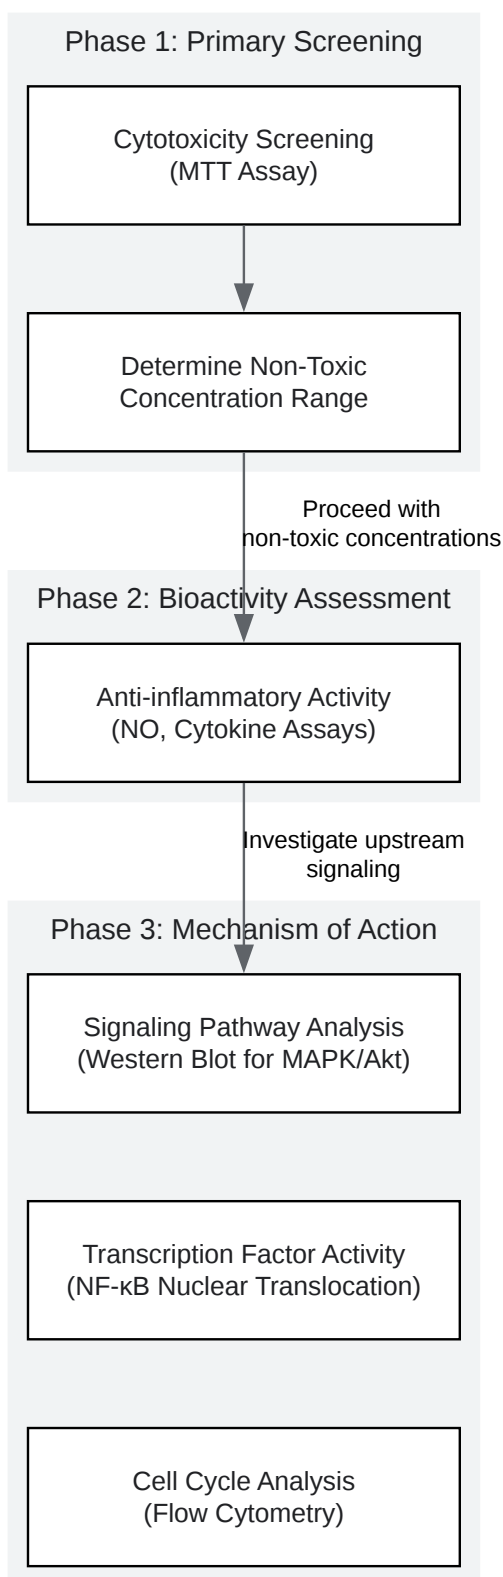 Phase 1: Primary Screening
Cytotoxicity Screening
(MTT Assay)
Determine Non-Toxic
Concentration Range
Proceed with
non-toxic concentrations
Phase 2: Bioactivity Assessment
Anti-inflammatory Activity
(NO, Cytokine Assays)
Investigate upstream
signaling
Phase 3: Mechanism of Action
Signaling Pathway Analysis
(Western Blot for MAPK/Akt)
Transcription Factor Activity
(NF-κB Nuclear Translocation)
Cell Cycle Analysis
(Flow Cytometry)